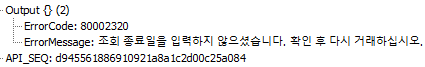 Output {} (2)
ErrorCode: 80002320
ErrorMessage: 조회 종료일을 입력하지 않으셨습니다. 확인 후 다시 거래하십시오.
API_SEQ: d945561886910921a8a1c2d00c25a084